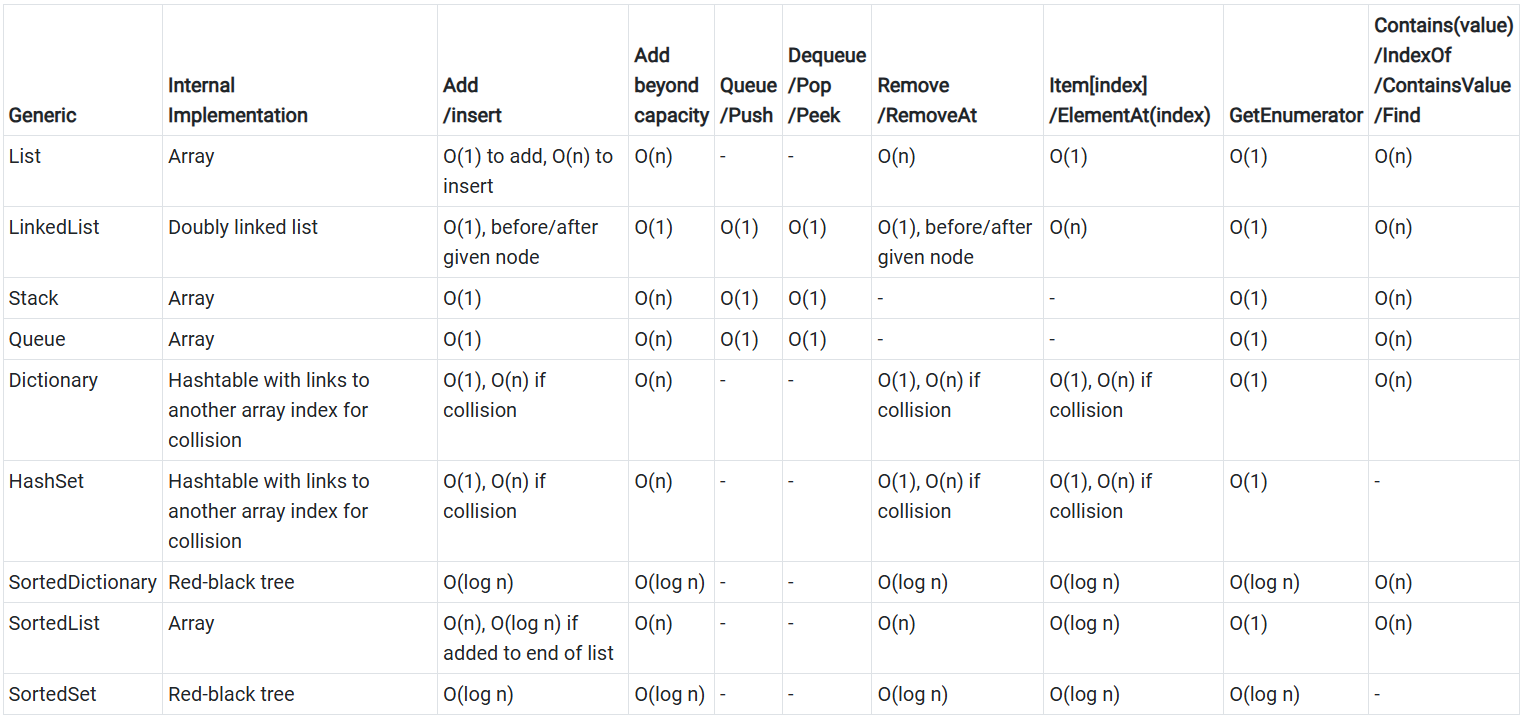 Generic | Internal Implementation | Add /insert | Add beyond capacity | Queue /Push | Dequeue /Pop /Peek | Remove /RemoveAt | Item[index] /ElementAt(index) | GetEnumerator | Contains(value) /IndexOf /ContainsValue /Find
List | Array | O(1) to add, O(n) to insert | O(n) | - | - | O(n) | O(1) | O(1) | O(n)
LinkedList | Doubly linked list | O(1), before/after given node | O(1) | O(1) | O(1) | O(1), before/after given node | O(n) | O(1) | O(n)
Stack | Array | O(1) | O(n) | O(1) | O(1) | - | - | O(1) | O(n)
Queue | Array | O(1) | O(n) | O(1) | O(1) | - | - | O(1) | O(n)
Dictionary | Hashtable with links to another array index for collision | O(1), O(n) if collision | O(n) | - | - | O(1), O(n) if collision | O(1), O(n) if collision | O(1) | O(n)
HashSet | Hashtable with links to another array index for collision | O(1), O(n) if collision | O(n) | - | - | O(1), O(n) if collision | O(1), O(n) if collision | O(1) | -
SortedDictionary | Red-black tree | O(log n) | O(log n) | - | - | O(log n) | O(log n) | O(log n) | O(n)
SortedList | Array | O(n), O(log n) if added to end of list | O(n) | - | - | O(n) | O(log n) | O(1) | O(n)
SortedSet | Red-black tree | O(log n) | O(log n) | - | - | O(log n) | O(log n) | O(log n) | -